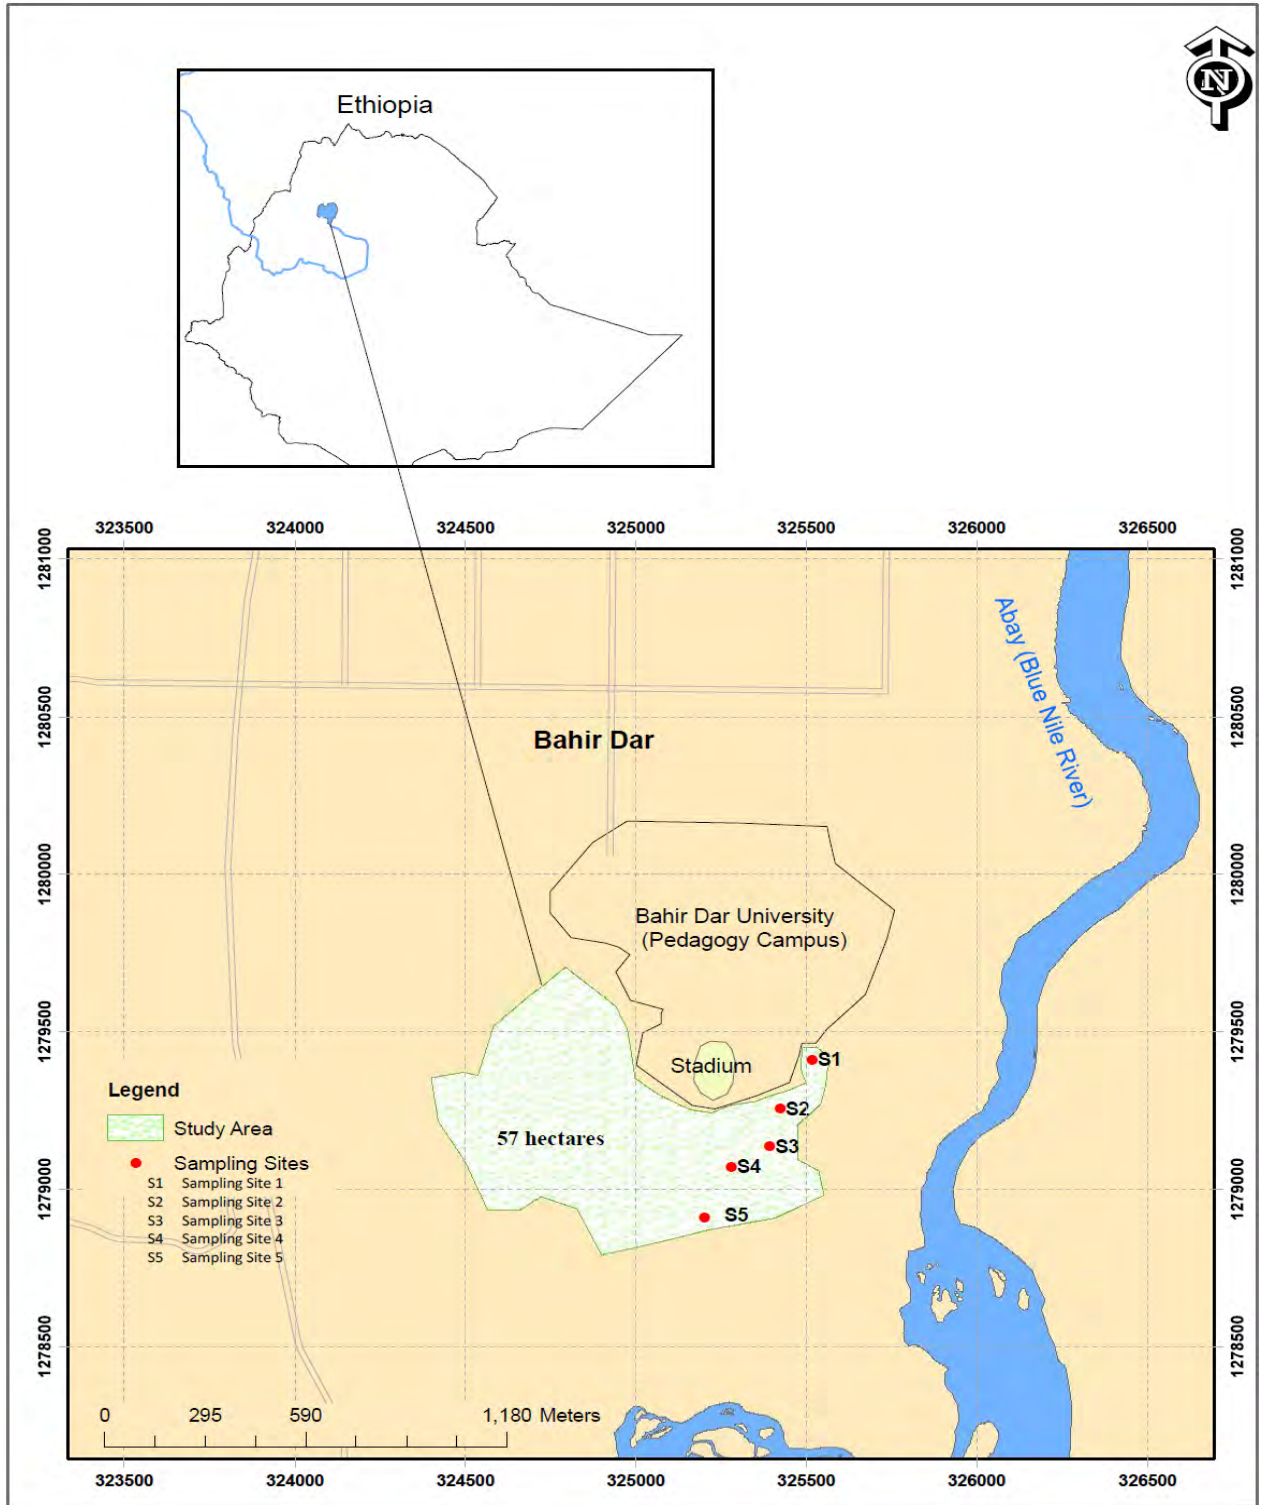 N
Ethiopia
323500 324000 324500 325000 325500 326000 326500
1281000 1281000
Abay (Blue Nile River)
1280500 1280500
Bahir Dar
1280000 1280000
Bahir Dar University
(Pedagogy Campus)
1279500 1279500
Stadium
S1
Legend
S2
Study Area
57 hectares
S3
Sampling Sites
S4
S1 Sampling Site 1
1279000 1279000
S2 Sampling Site 2
S5
S3 Sampling Site 3
S4 Sampling Site 4
S5 Sampling Site 5
1278500 1278500
0 295 590 1,180 Meters
323500 324000 324500 325000 325500 326000 326500